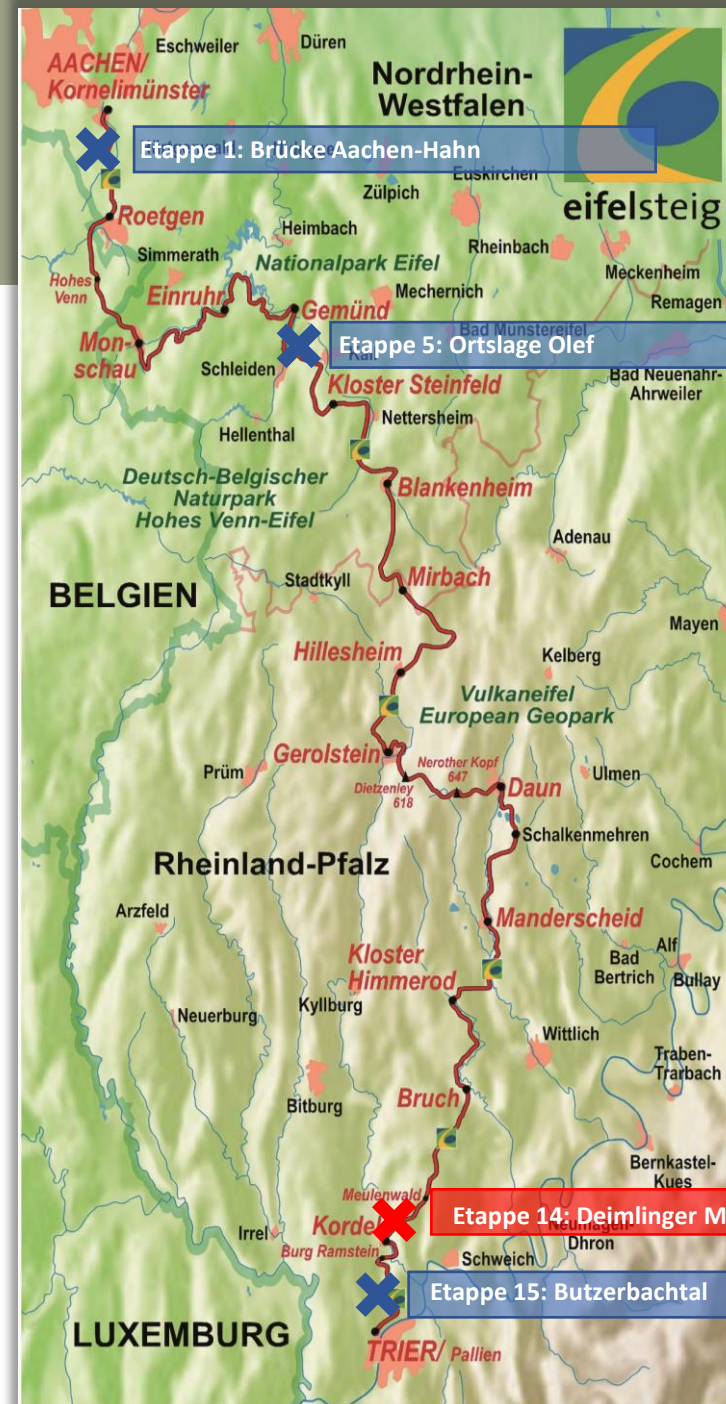 Eschweiler
Düren
AACHEN/
Kornelimünster
Nordrhein-
Westfalen
eifelsteig
Etappe 1: Brücke Aachen-Hahn
Zülpich
Euskirchen
Roetgen
Heimbach
Rheinbach
Meckenheim
Simmerath
Nationalpark Eifel
Hohes
Venn
Einruhr
Gemünd
Mechernich
Remagen
Mon-
schau
Etappe 5: Ortslage Olef
Bad Münstereifel
Kall
Schleiden
Bad Neuenahr-
Ahrweiler
Kloster Steinfeld
Nettersheim
Hellenthal
Deutsch-Belgischer
Naturpark
Hohes Venn-Eifel
Blankenheim
Adenau
BELGIEN
Stadtkyll
Mirbach
Mayen
Hillesheim
Kelberg
Vulkaneifel
European Geopark
Gerolstein
Prüm
Nerother Kopf
647
Dietzenley
618
Daun
Ulmen
Schalkenmehren
Rheinland-Pfalz
Cochem
Arzfeld
Manderscheid
Kloster
Himmerod
Bad
Bertrich
Alf
Bullay
Neuerburg
Kyllburg
Wittlich
Traben-
Trarbach
Bitburg
Bruch
Bernkastel-
Kues
Meulenwald
Kordel
Etappe 14: Deimlinger M
Neumagen-
Dhron
Irrel
Burg Ramstein
Schweich
Etappe 15: Butzerbachtal
LUXEMBURG
TRIER/ Pallien